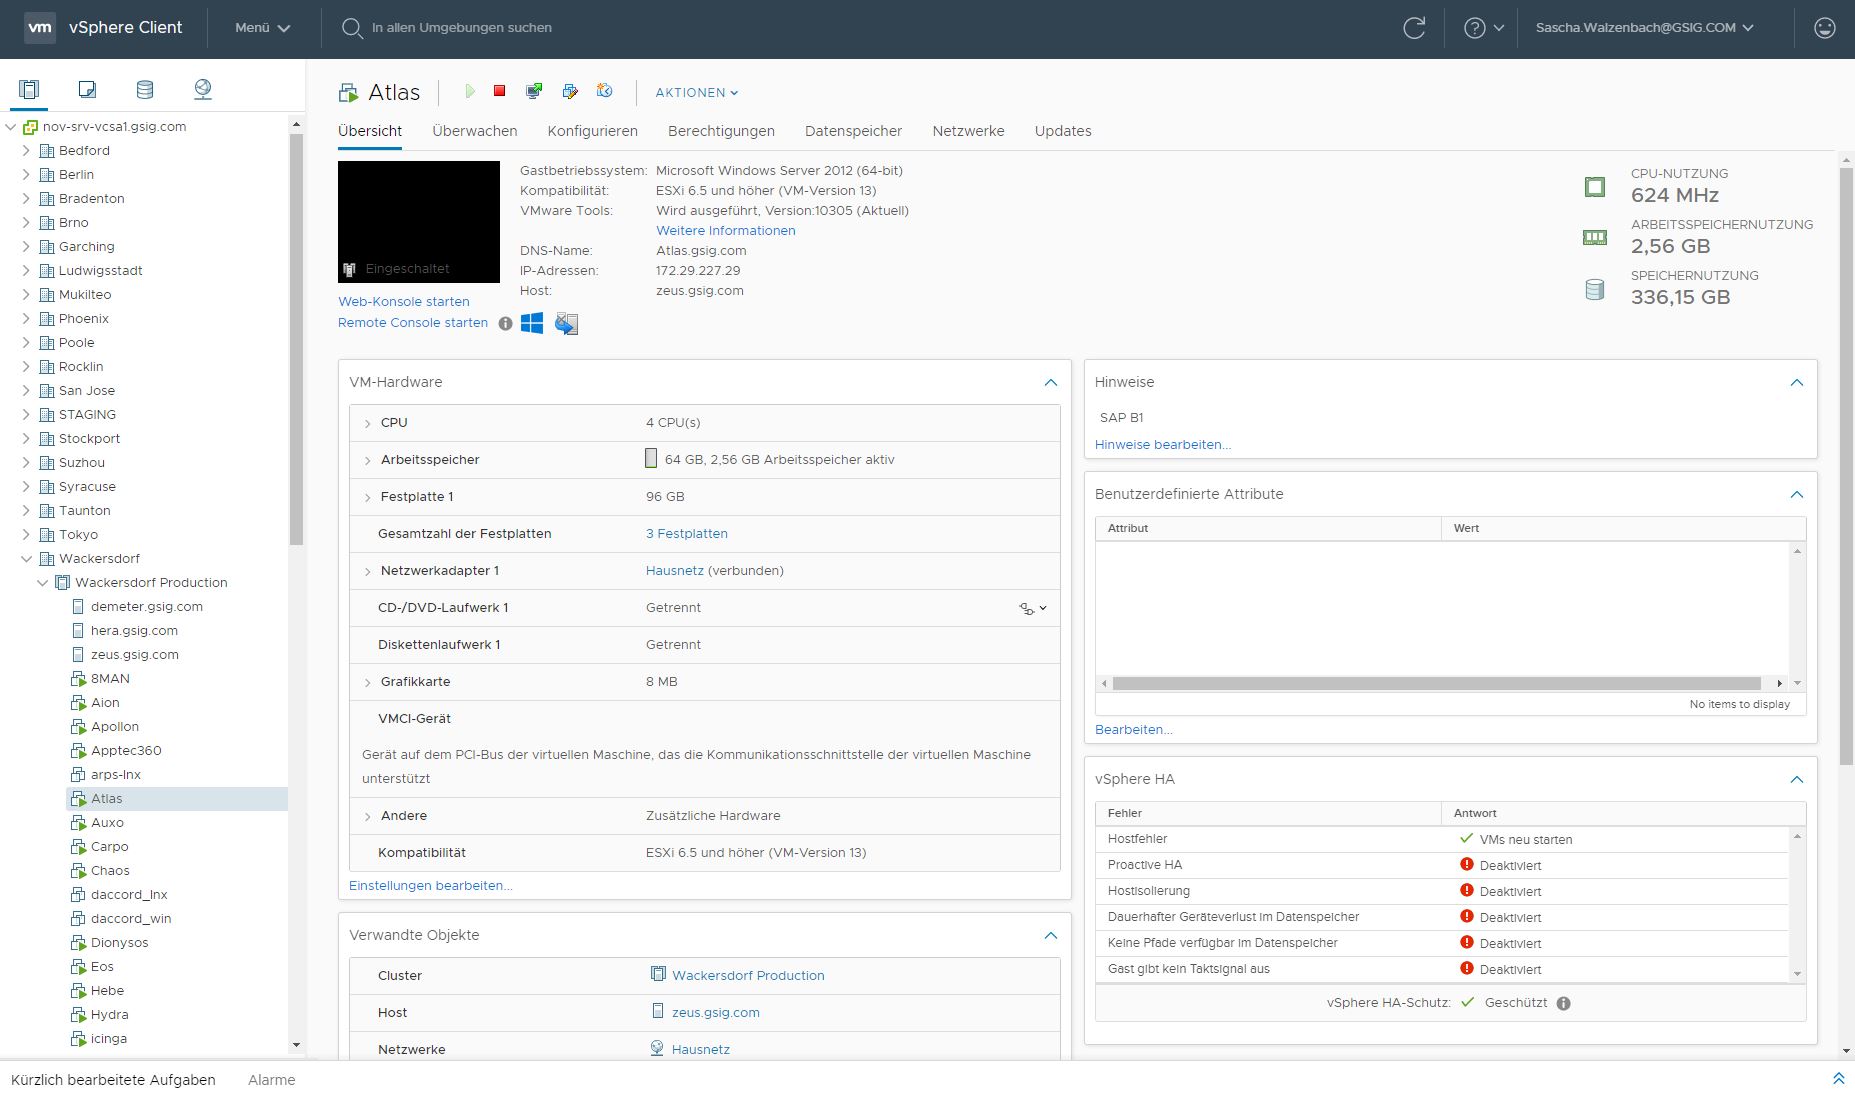 vm vSphere Client Menü In allen Umgebungen suchen Sascha.Walzenbach@GSIG.COM
nov-srv-vcsa1.gsig.com
Bedford
Berlin
Bradenton
Brno
Garching
Ludwigsstadt
Mukilteo
Phoenix
Poole
Rocklin
San Jose
STAGING
Stockport
Suzhou
Syracuse
Taunton
Tokyo
Wackersdorf
Wackersdorf Production
demeter.gsig.com
hera.gsig.com
zeus.gsig.com
8MAN
Aion
Apollon
Apptec360
arps-lnx
Atlas
Auxo
Carpo
Chaos
daccord_lnx
daccord_win
Dionysos
Eos
Hebe
Hydra
icinga
Atlas AKTIONEN
Übersicht Überwachen Konfigurieren Berechtigungen Datenspeicher Netzwerke Updates
Eingeschaltet
Web-Konsole starten
Remote Console starten
Gastbetriebssystem: Microsoft Windows Server 2012 (64-bit)
Kompatibilität: ESXi 6.5 und höher (VM-Version 13)
VMware Tools: Wird ausgeführt, Version:10305 (Aktuell)
Weitere Informationen
DNS-Name: Atlas.gsig.com
IP-Adressen: 172.29.227.29
Host: zeus.gsig.com
CPU-NUTZUNG
624 MHz
ARBEITSSPEICHERNUTZUNG
2,56 GB
SPEICHERNUTZUNG
336,15 GB
VM-Hardware
CPU 4 CPU(s)
Arbeitsspeicher 64 GB, 2,56 GB Arbeitsspeicher aktiv
Festplatte 1 96 GB
Gesamtzahl der Festplatten 3 Festplatten
Netzwerkadapter 1 Hausnetz (verbunden)
CD-/DVD-Laufwerk 1 Getrennt
Diskettenlaufwerk 1 Getrennt
Grafikkarte 8 MB
VMCI-Gerät
Gerät auf dem PCI-Bus der virtuellen Maschine, das die Kommunikationsschnittstelle der virtuellen Maschine
unterstützt
Andere Zusätzliche Hardware
Kompatibilität ESXi 6.5 und höher (VM-Version 13)
Einstellungen bearbeiten...
Verwandte Objekte
Cluster Wackersdorf Production
Host zeus.gsig.com
Netzwerke Hausnetz
Hinweise
SAP B1
Hinweise bearbeiten...
Benutzerdefinierte Attribute
Attribut Wert
No items to display
Bearbeiten...
vSphere HA
Fehler Antwort
Hostfehler VMs neu starten
Proactive HA Deaktiviert
Hostisolierung Deaktiviert
Dauerhafter Geräteverlust im Datenspeicher Deaktiviert
Keine Pfade verfügbar im Datenspeicher Deaktiviert
Gast gibt kein Taktsignal aus Deaktiviert
vSphere HA-Schutz: Geschützt
Kürzlich bearbeitete Aufgaben Alarme